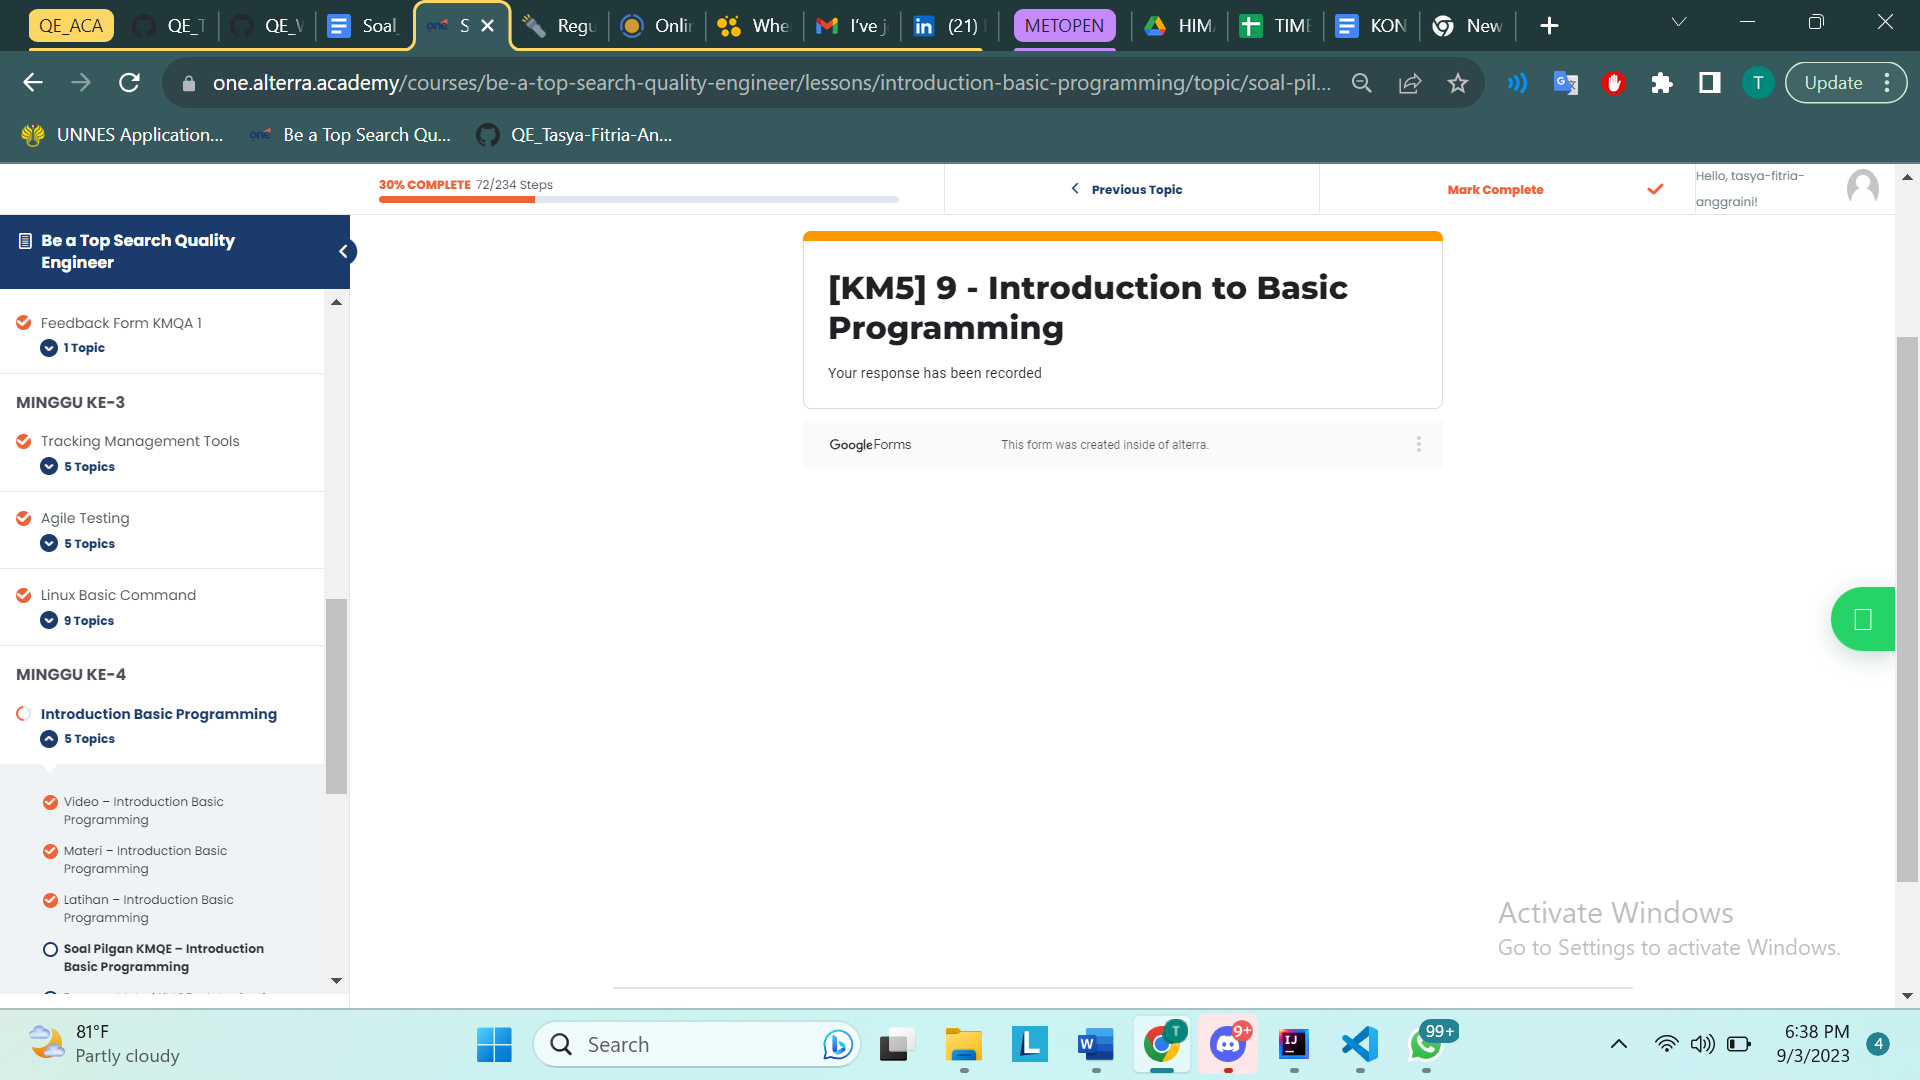 QE_ACA
QE_T
QE_V
Soal_
S
Regu
Onlin
Whe
I've j
(21)
METOPEN
HIMA
TIME
KON
New
one.alterra.academy/courses/be-a-top-search-quality-engineer/lessons/introduction-basic-programming/topic/soal-pil...
T
Update
UNNES Application...
one
Be a Top Search Qu...
QE_Tasya-Fitria-An...
30% COMPLETE 72/234 Steps
Previous Topic
Mark Complete
Hello, tasya-fitria-
anggraini!
Be a Top Search Quality
Engineer
Feedback Form KMQA 1
1 Topic
MINGGU KE-3
Tracking Management Tools
5 Topics
Agile Testing
5 Topics
Linux Basic Command
9 Topics
MINGGU KE-4
Introduction Basic Programming
5 Topics
Video – Introduction Basic
Programming
Materi – Introduction Basic
Programming
Latihan – Introduction Basic
Programming
Soal Pilgan KMQE – Introduction
Basic Programming
[KM5] 9 - Introduction to Basic
Programming
Your response has been recorded
Google Forms
This form was created inside of alterra.
Activate Windows
Go to Settings to activate Windows.
81°F
Partly cloudy
Search
T
9+
99+
6:38 PM
9/3/2023
4